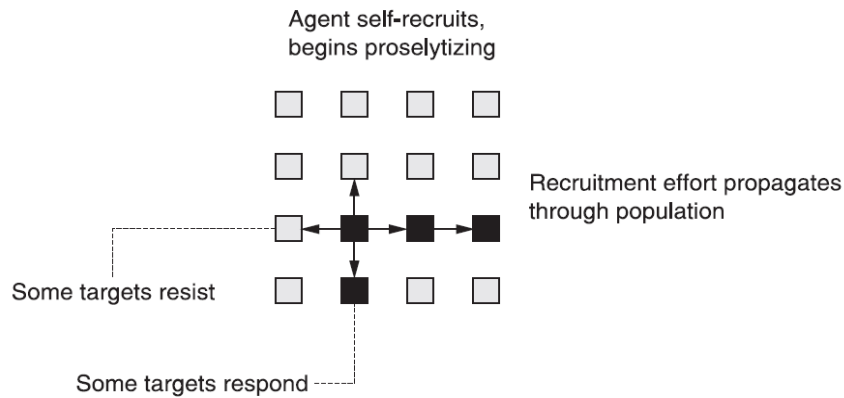 Agent self-recruits,
begins proselytizing
Recruitment effort propagates
through population
Some targets resist
Some targets respond